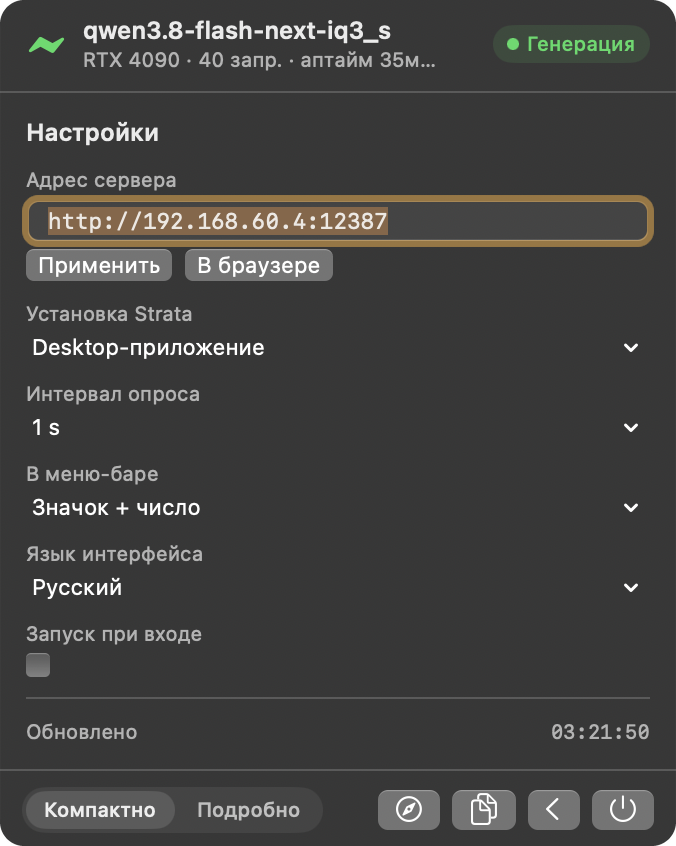 qwen3.8-flash-next-iq3_s
RTX 4090 · 40 запр. · аптайм 35м...
Генерация
Настройки
Адрес сервера
http://192.168.60.4:12387
Применить
В браузере
Установка Strata
Desktop-приложение
Интервал опроса
1 s
В меню-баре
Значок + число
Язык интерфейса
Русский
Запуск при входе
Обновлено
03:21:50
Компактно
Подробно